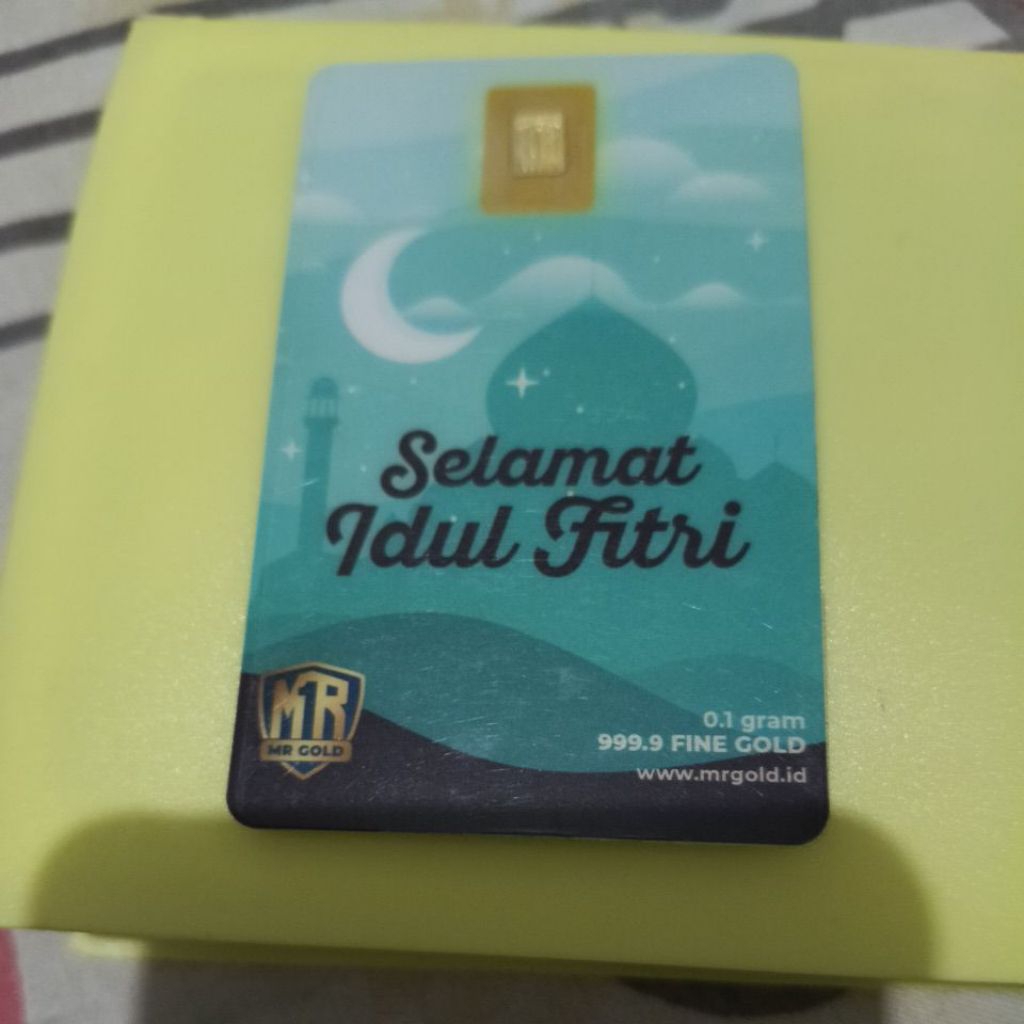 Selamat
Idul Fitri
MR
MR GOLD
0.1 gram
999.9 FINE GOLD
www.mrgold.id